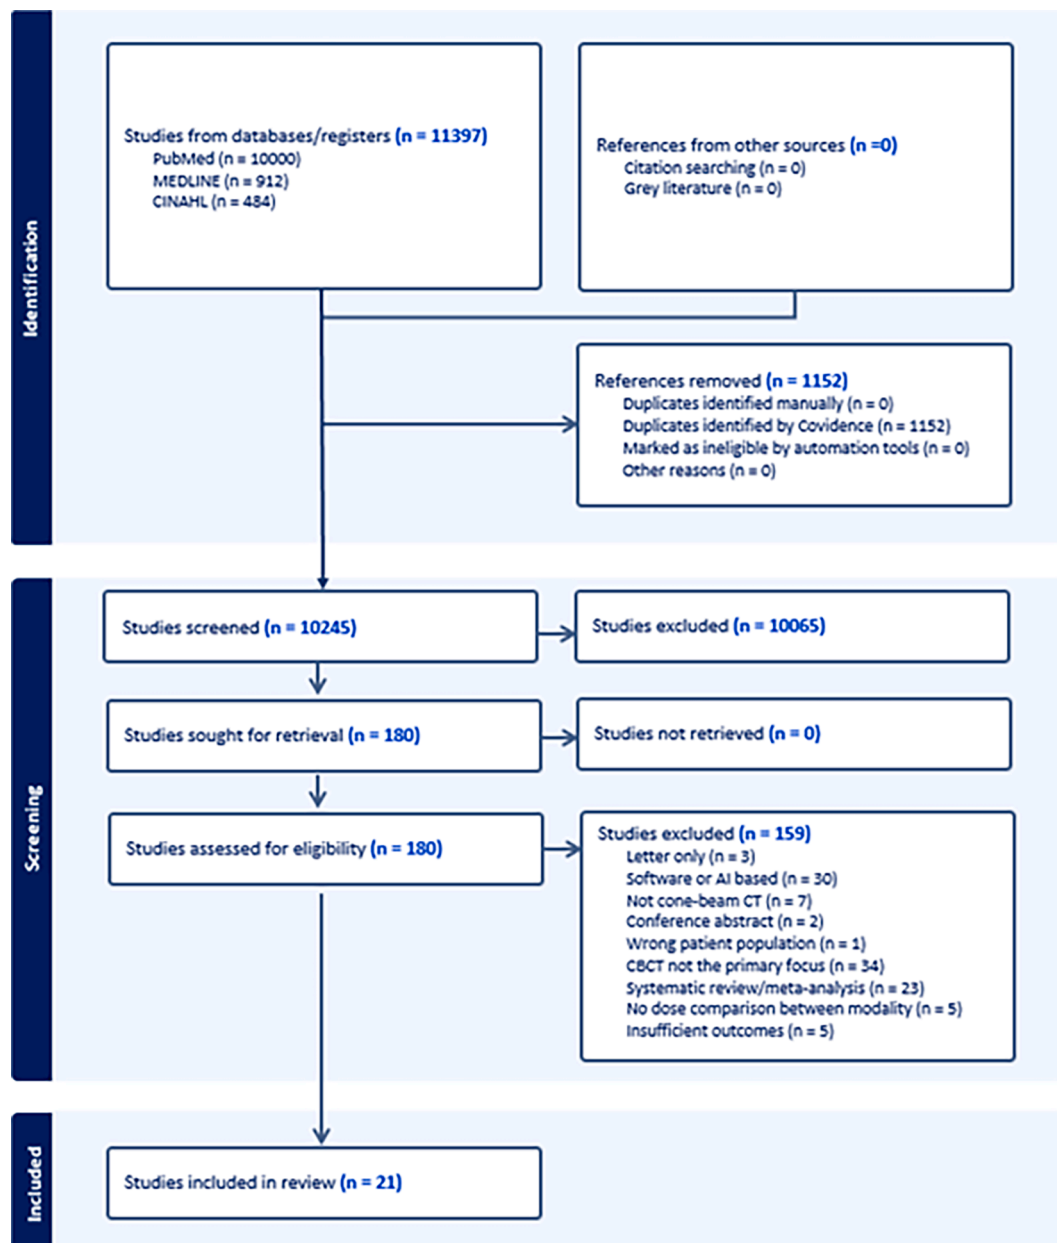 Identification
Studies from databases/registers (n = 11397)
PubMed (n = 10000)
MEDLINE (n = 912)
CINAHL (n = 484)
References from other sources (n =0)
Citation searching (n = 0)
Grey literature (n = 0)
References removed (n = 1152)
Duplicates identified manually (n = 0)
Duplicates identified by Covidence (n = 1152)
Marked as ineligible by automation tools (n = 0)
Other reasons (n = 0)
Screening
Studies screened (n = 10245)
Studies excluded (n = 10065)
Studies sought for retrieval (n = 180)
Studies not retrieved (n = 0)
Studies assessed for eligibility (n = 180)
Studies excluded (n = 159)
Letter only (n = 3)
Software or AI based (n = 30)
Not cone-beam CT (n = 7)
Conference abstract (n = 2)
Wrong patient population (n = 1)
CBCT not the primary focus (n = 34)
Systematic review/meta-analysis (n = 23)
No dose comparison between modality (n = 5)
Insufficient outcomes (n = 5)
Included
Studies included in review (n = 21)